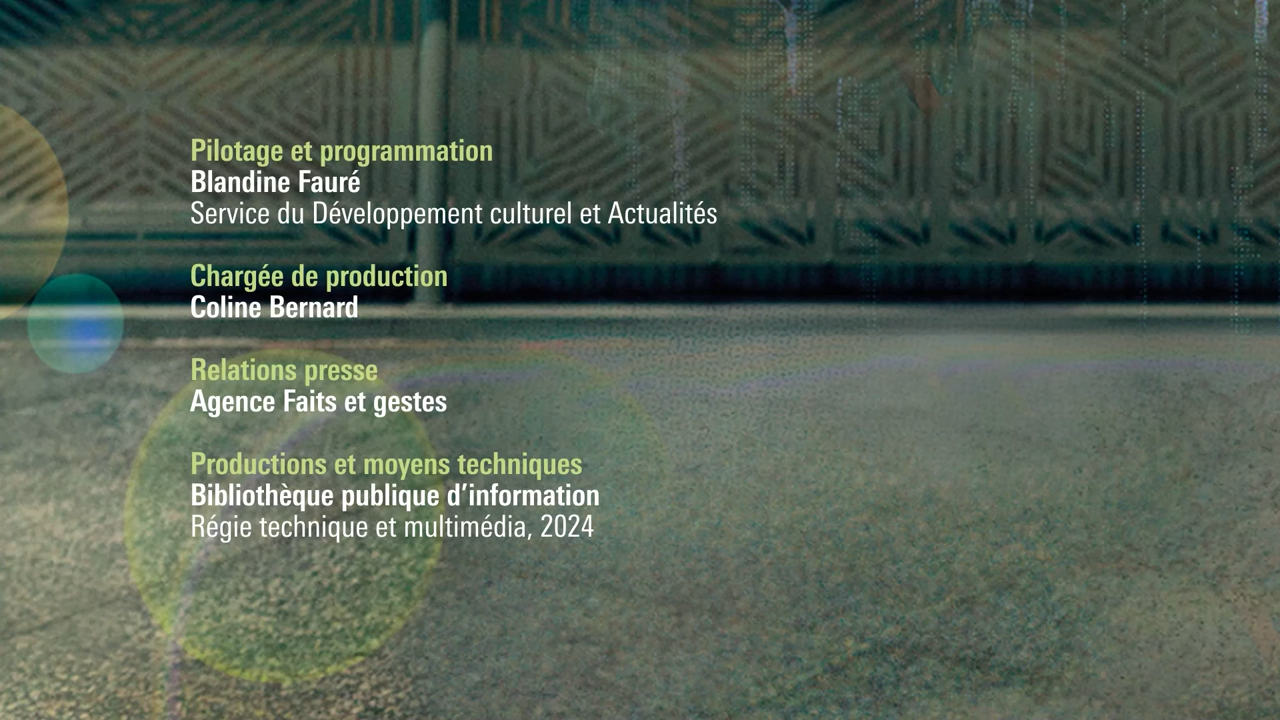 Pilotage et programmation
Blandine Fauré
Service du Développement culturel et Actualités
Chargée de production
Coline Bernard
Relations presse
Agence Faits et gestes
Productions et moyens techniques
Bibliothèque publique d’information
Régie technique et multimédia, 2024